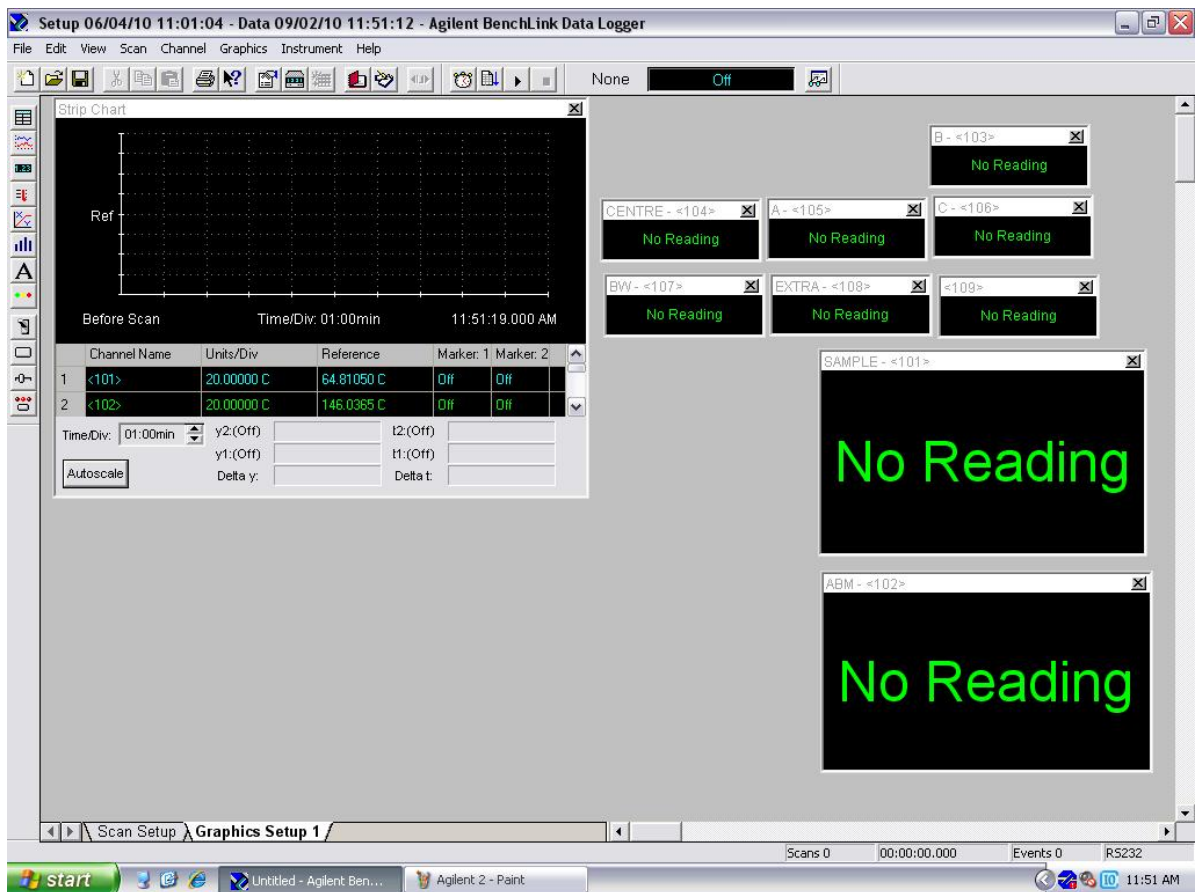 Setup 06/04/10 11:01:04 - Data 09/02/10 11:51:12 - Agilent BenchLink Data Logger
File Edit View Scan Channel Graphics Instrument Help
None Off
Strip Chart
Ref
Before Scan Time/Div: 01:00min 11:51:19.000 AM
Channel Name Units/Div Reference Marker: 1 Marker: 2
1 <101> 20.00000 C 64.81050 C Off Off
2 <102> 20.00000 C 146.0365 C Off Off
Time/Div: 01:00min y2:(Off) t2:(Off)
y1:(Off) t1:(Off)
Autoscale Delta y: Delta t:
B - <103>
No Reading
CENTRE - <104> A - <105> C - <106>
No Reading No Reading No Reading
BW - <107> EXTRA - <108> <109>
No Reading No Reading No Reading
SAMPLE - <101>
No Reading
ABM - <102>
No Reading
Scan Setup Graphics Setup 1
Scans 0 00:00:00.000 Events 0 RS232
start Untitled - Agilent Ben... Agilent 2 - Paint 11:51 AM